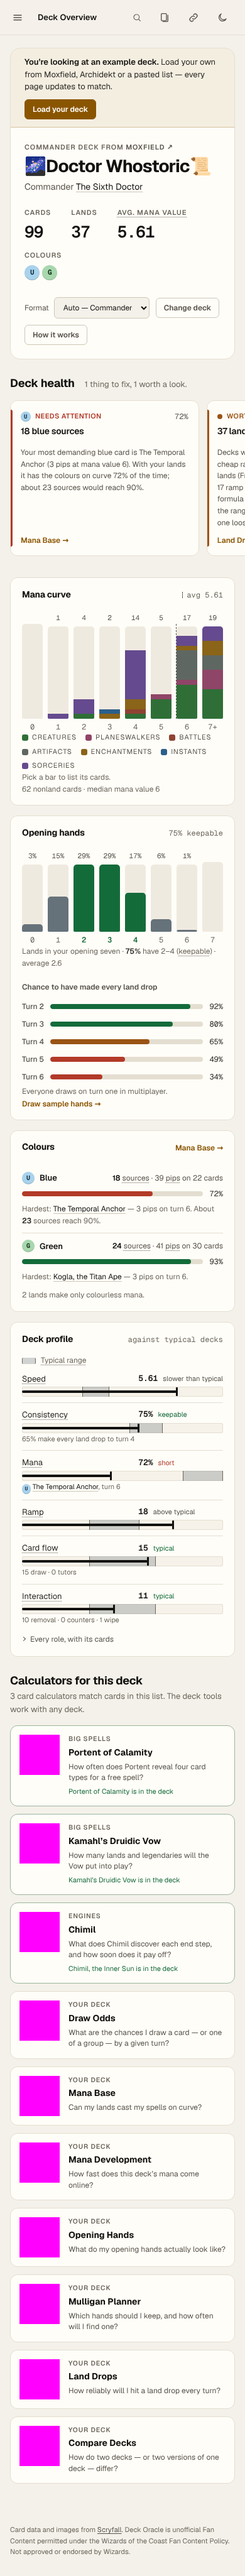 Deck Overview
You're looking at an example deck. Load your own
from Moxfield, Archidekt or a pasted list — every
page updates to match.
Load your deck
COMMANDER DECK FROM MOXFIELD ↗
🌌Doctor Whostoric📜
Commander The Sixth Doctor
CARDS LANDS AVG. MANA VALUE
99 37 5.61
COLOURS
U G
Format Auto — Commander Change deck
How it works
Deck health 1 thing to fix, 1 worth a look.
U NEEDS ATTENTION 72%
18 blue sources
Your most demanding blue card is The Temporal
Anchor (3 pips at mana value 6). With your lands
it has the colours on curve 72% of the time;
about 23 sources would reach 90%.
Mana Base →
WOR
37 lanc
Decks w
cheap ra
lands (F
17 ramp
formula
the rang
one loos
Land Dr
Mana curve avg 5.61
1 4 2 14 5 17 19
0 1 2 3 4 5 6 7+
CREATURES PLANESWALKERS BATTLES
ARTIFACTS ENCHANTMENTS INSTANTS
SORCERIES
Pick a bar to list its cards.
62 nonland cards · median mana value 6
Opening hands 75% keepable
3% 15% 29% 29% 17% 6% 1%
0 1 2 3 4 5 6 7
Lands in your opening seven · 75% have 2–4 (keepable) ·
average 2.6
Chance to have made every land drop
Turn 2 92%
Turn 3 80%
Turn 4 65%
Turn 5 49%
Turn 6 34%
Everyone draws on turn one in multiplayer.
Draw sample hands →
Colours Mana Base →
U Blue 18 sources · 39 pips on 22 cards
72%
Hardest: The Temporal Anchor — 3 pips on turn 6. About
23 sources reach 90%.
G Green 24 sources · 41 pips on 30 cards
93%
Hardest: Kogla, the Titan Ape — 3 pips on turn 6.
2 lands make only colourless mana.
Deck profile against typical decks
Typical range
Speed 5.61 slower than typical
Consistency 75% keepable
65% make every land drop to turn 4
Mana 72% short
U The Temporal Anchor, turn 6
Ramp 18 above typical
Card flow 15 typical
15 draw · 0 tutors
Interaction 11 typical
10 removal · 0 counters · 1 wipe
› Every role, with its cards
Calculators for this deck
3 card calculators match cards in this list. The deck tools
work with any deck.
BIG SPELLS
Portent of Calamity
How often does Portent reveal four card
types for a free spell?
Portent of Calamity is in the deck
BIG SPELLS
Kamahl's Druidic Vow
How many lands and legendaries will the
Vow put into play?
Kamahl's Druidic Vow is in the deck
ENGINES
Chimil
What does Chimil discover each end step,
and how soon does it pay off?
Chimil, the Inner Sun is in the deck
YOUR DECK
Draw Odds
What are the chances I draw a card — or one
of a group — by a given turn?
YOUR DECK
Mana Base
Can my lands cast my spells on curve?
YOUR DECK
Mana Development
How fast does this deck's mana come
online?
YOUR DECK
Opening Hands
What do my opening hands actually look like?
YOUR DECK
Mulligan Planner
Which hands should I keep, and how often
will I find one?
YOUR DECK
Land Drops
How reliably will I hit a land drop every turn?
YOUR DECK
Compare Decks
How do two decks — or two versions of one
deck — differ?
Card data and images from Scryfall. Deck Oracle is unofficial Fan
Content permitted under the Wizards of the Coast Fan Content Policy.
Not approved or endorsed by Wizards.